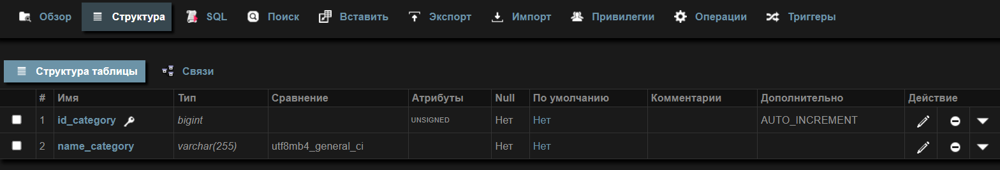 Обзор Структура SQL Поиск Вставить Экспорт Импорт Привилегии Операции Триггеры
Структура таблицы Связи
# Имя Тип Сравнение Атрибуты Null По умолчанию Комментарии Дополнительно Действие
1 id_category bigint UNSIGNED Нет Нет AUTO_INCREMENT
2 name_category varchar(255) utf8mb4_general_ci Нет Нет